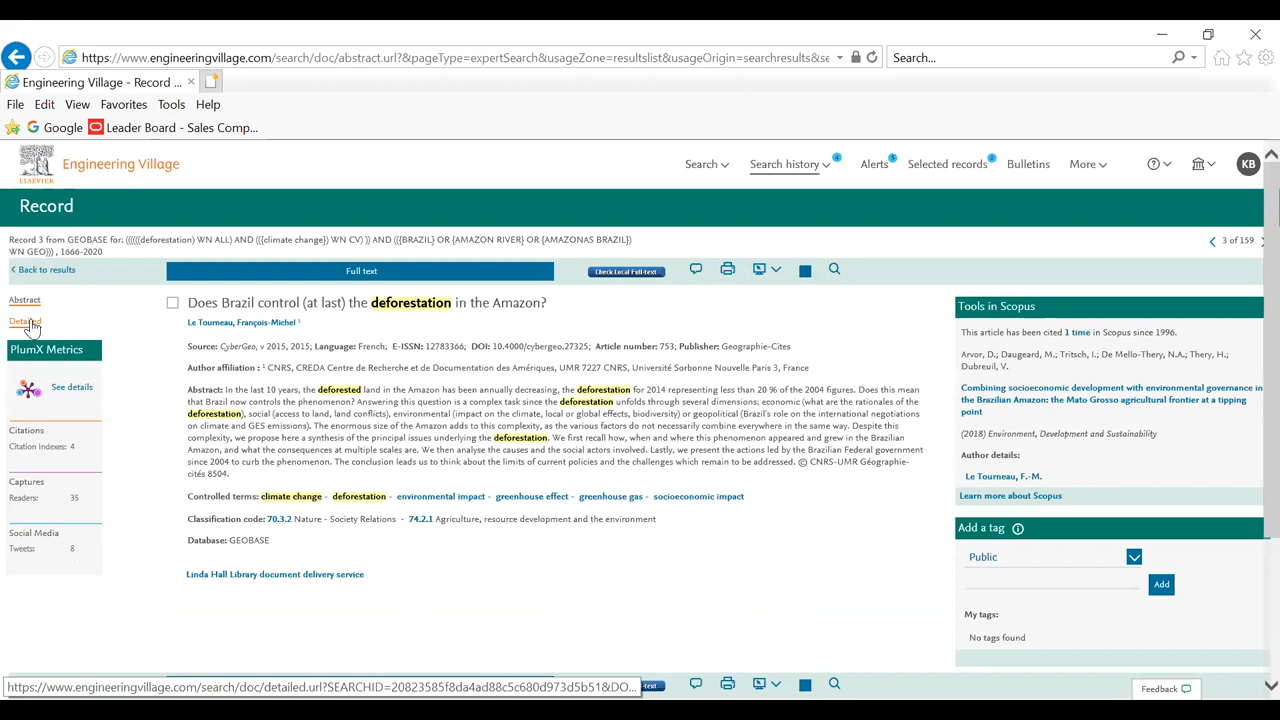 https://www.engineeringvillage.com/search/doc/abstract.url?&pageType=expertSearch&usageZone=resultslist&usageOrigin=searchresults&se
Search...
Engineering Village - Record ...
File Edit View Favorites Tools Help
Google Leader Board - Sales Comp...
ELSEVIER
Engineering Village
Search Search history 4 Alerts 5 Selected records 0 Bulletins More KB
Record
Record 3 from GEOBASE for: ((((((deforestation) WN ALL) AND (({climate change}) WN CV) )) AND (({BRAZIL} OR {AMAZON RIVER} OR {AMAZONAS BRAZIL})
WN GEO))) , 1666-2020
3 of 159
Back to results
Full text
Check Local Full-text
Abstract
Detailed
PlumX Metrics
See details
Citations
Citation Indexes: 4
Captures
Readers: 35
Social Media
Tweets: 8
Does Brazil control (at last) the deforestation in the Amazon?
Le Tourneau, François-Michel 1
Source: CyberGeo, v 2015, 2015; Language: French; E-ISSN: 12783366; DOI: 10.4000/cybergeo.27325; Article number: 753; Publisher: Geographie-Cites
Author affiliation : 1 CNRS, CREDA Centre de Recherche et de Documentation des Amériques, UMR 7227 CNRS, Université Sorbonne Nouvelle Paris 3, France
Abstract: In the last 10 years, the deforested land in the Amazon has been annually decreasing, the deforestation for 2014 representing less than 20 % of the 2004 figures. Does this mean
that Brazil now controls the phenomenon? Answering this question is a complex task since the deforestation unfolds through several dimensions: economic (what are the rationales of the
deforestation), social (access to land, land conflicts), environmental (impact on the climate, local or global effects, biodiversity) or geopolitical (Brazil's role on the international negotiations
on climate and GES emissions). The enormous size of the Amazon adds to this complexity, as the various factors do not necessarily combine everywhere in the same way. Despite this
complexity, we propose here a synthesis of the principal issues underlying the deforestation. We first recall how, when and where this phenomenon appeared and grew in the Brazilian
Amazon, and what the consequences at multiple scales are. We then analyse the causes and the social actors involved. Lastly, we present the actions led by the Brazilian Federal government
since 2004 to curb the phenomenon. The conclusion leads us to think about the limits of current policies and the challenges which remain to be addressed. © CNRS-UMR Géographie-
cités 8504.
Controlled terms: climate change - deforestation - environmental impact - greenhouse effect - greenhouse gas - socioeconomic impact
Classification code: 70.3.2 Nature - Society Relations - 74.2.1 Agriculture, resource development and the environment
Database: GEOBASE
Linda Hall Library document delivery service
Tools in Scopus
This article has been cited 1 time in Scopus since 1996.
Arvor, D.; Daugeard, M.; Tritsch, I.; De Mello-Thery, N.A.; Thery, H.;
Dubreuil, V.
Combining socioeconomic development with environmental governance in
the Brazilian Amazon: the Mato Grosso agricultural frontier at a tipping
point
(2018) Environment, Development and Sustainability
Author details:
Le Tourneau, F.-M.
Learn more about Scopus
Add a tag
Public
Add
My tags:
No tags found
https://www.engineeringvillage.com/search/doc/detailed.url?SEARCHID=20823585f8da4ad88c5c680d973d5b51&DO...
-text
Feedback